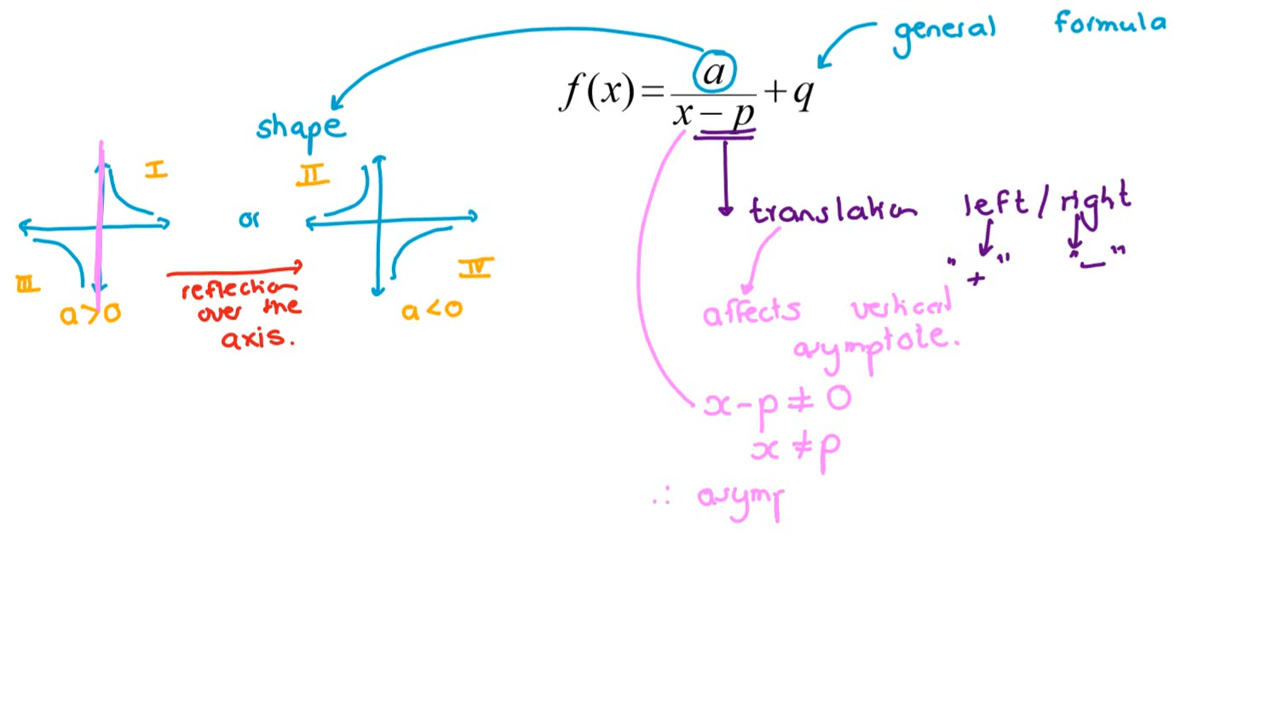 general formula
f(x) = a / (x − p) + q
shape
I
II
or
III
IV
a>0
a<0
reflection
over the
axis.
translation left / right
"+" "−"
affects vertical
asymptote.
x-p ≠ 0
x ≠ p
∴ asymp